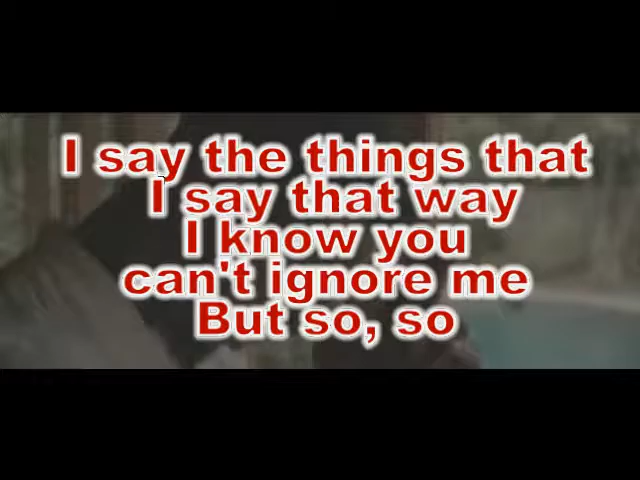 I say the things that
I say that way
I know you
can't ignore me
But so, so